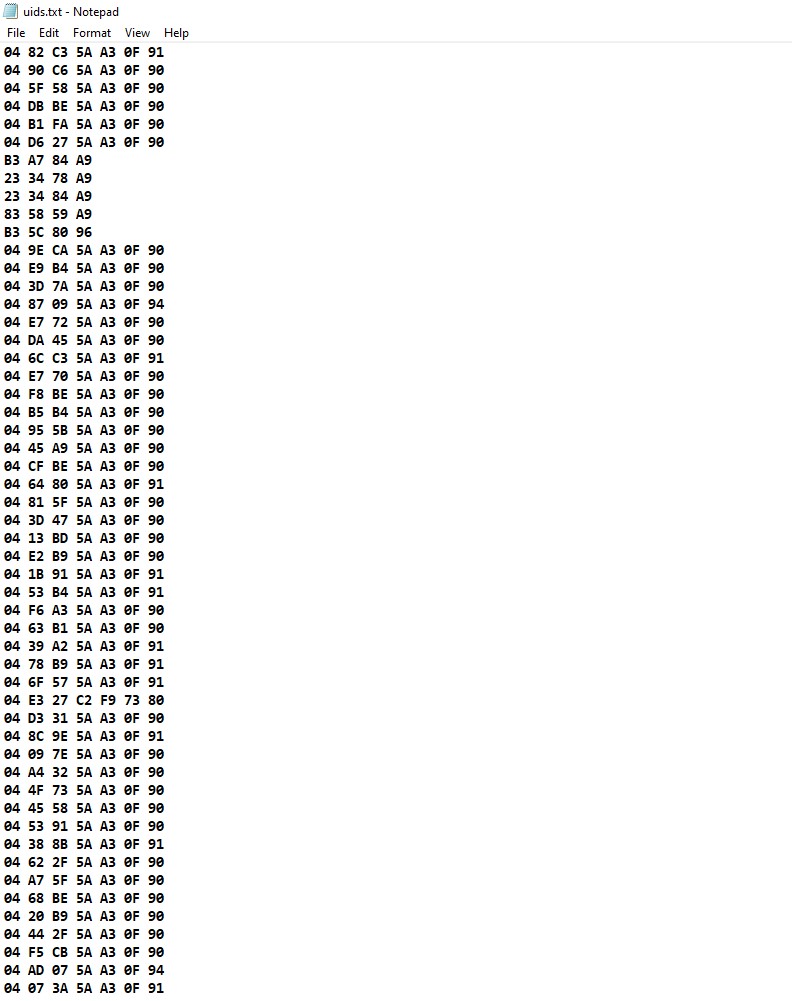 uids.txt - Notepad
File Edit Format View Help
04 82 C3 5A A3 0F 91
04 90 C6 5A A3 0F 90
04 5F 58 5A A3 0F 90
04 DB BE 5A A3 0F 90
04 B1 FA 5A A3 0F 90
04 D6 27 5A A3 0F 90
B3 A7 84 A9
23 34 78 A9
23 34 84 A9
83 58 59 A9
B3 5C 80 96
04 9E CA 5A A3 0F 90
04 E9 B4 5A A3 0F 90
04 3D 7A 5A A3 0F 90
04 87 09 5A A3 0F 94
04 E7 72 5A A3 0F 90
04 DA 45 5A A3 0F 90
04 6C C3 5A A3 0F 91
04 E7 70 5A A3 0F 90
04 F8 BE 5A A3 0F 90
04 B5 B4 5A A3 0F 90
04 95 5B 5A A3 0F 90
04 45 A9 5A A3 0F 90
04 CF BE 5A A3 0F 90
04 64 80 5A A3 0F 91
04 81 5F 5A A3 0F 90
04 3D 47 5A A3 0F 90
04 13 BD 5A A3 0F 90
04 E2 B9 5A A3 0F 90
04 1B 91 5A A3 0F 91
04 53 B4 5A A3 0F 91
04 F6 A3 5A A3 0F 90
04 63 B1 5A A3 0F 90
04 39 A2 5A A3 0F 91
04 78 B9 5A A3 0F 91
04 6F 57 5A A3 0F 91
04 E3 27 C2 F9 73 80
04 D3 31 5A A3 0F 90
04 8C 9E 5A A3 0F 91
04 09 7E 5A A3 0F 90
04 A4 32 5A A3 0F 90
04 4F 73 5A A3 0F 90
04 45 58 5A A3 0F 90
04 53 91 5A A3 0F 90
04 38 8B 5A A3 0F 91
04 62 2F 5A A3 0F 90
04 A7 5F 5A A3 0F 90
04 68 BE 5A A3 0F 90
04 20 B9 5A A3 0F 90
04 44 2F 5A A3 0F 90
04 F5 CB 5A A3 0F 90
04 AD 07 5A A3 0F 94
04 07 3A 5A A3 0F 91